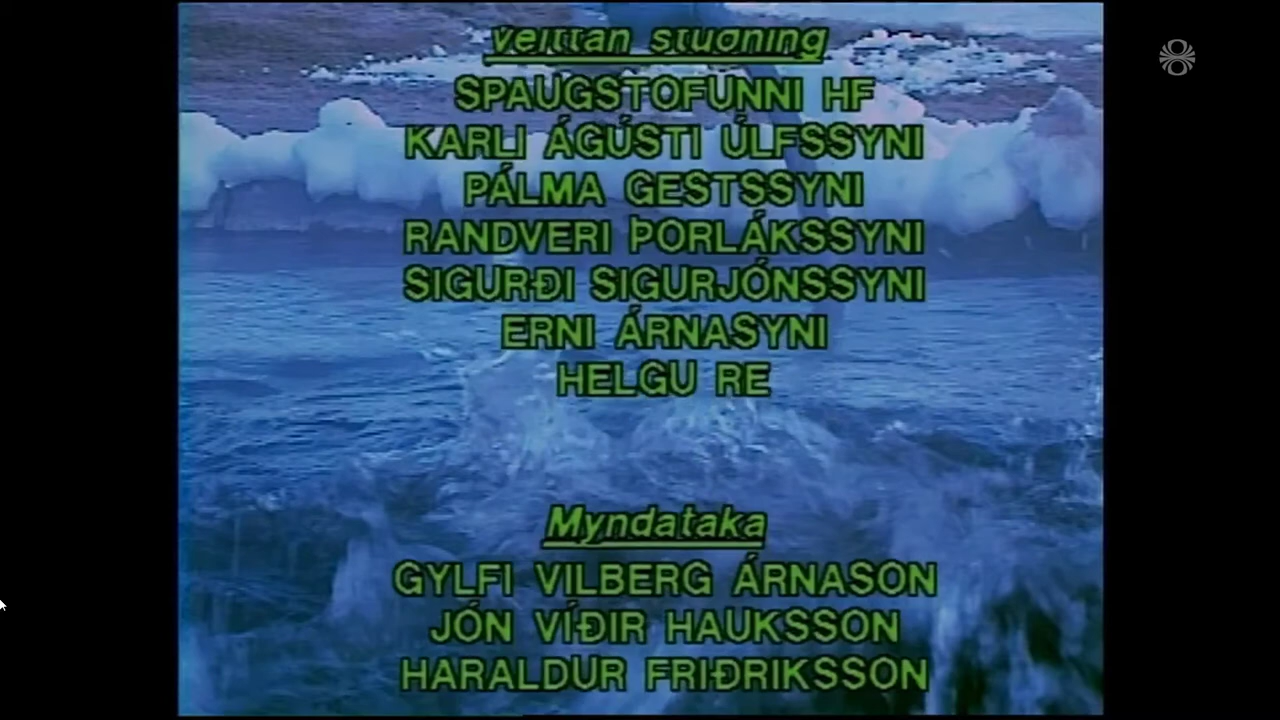 veittan stuðning
SPAUGSTOFUNNI HF
KARLI ÁGÚSTI ÚLFSSYNI
PÁLMA GESTSSYNI
RANDVERI ÞORLÁKSSYNI
SIGURÐI SIGURJÓNSSYNI
ERNI ÁRNASYNI
HELGU RE
Myndataka
GYLFI VILBERG ÁRNASON
JÓN VÍÐIR HAUKSSON
HARALDUR FRIÐRIKSSON